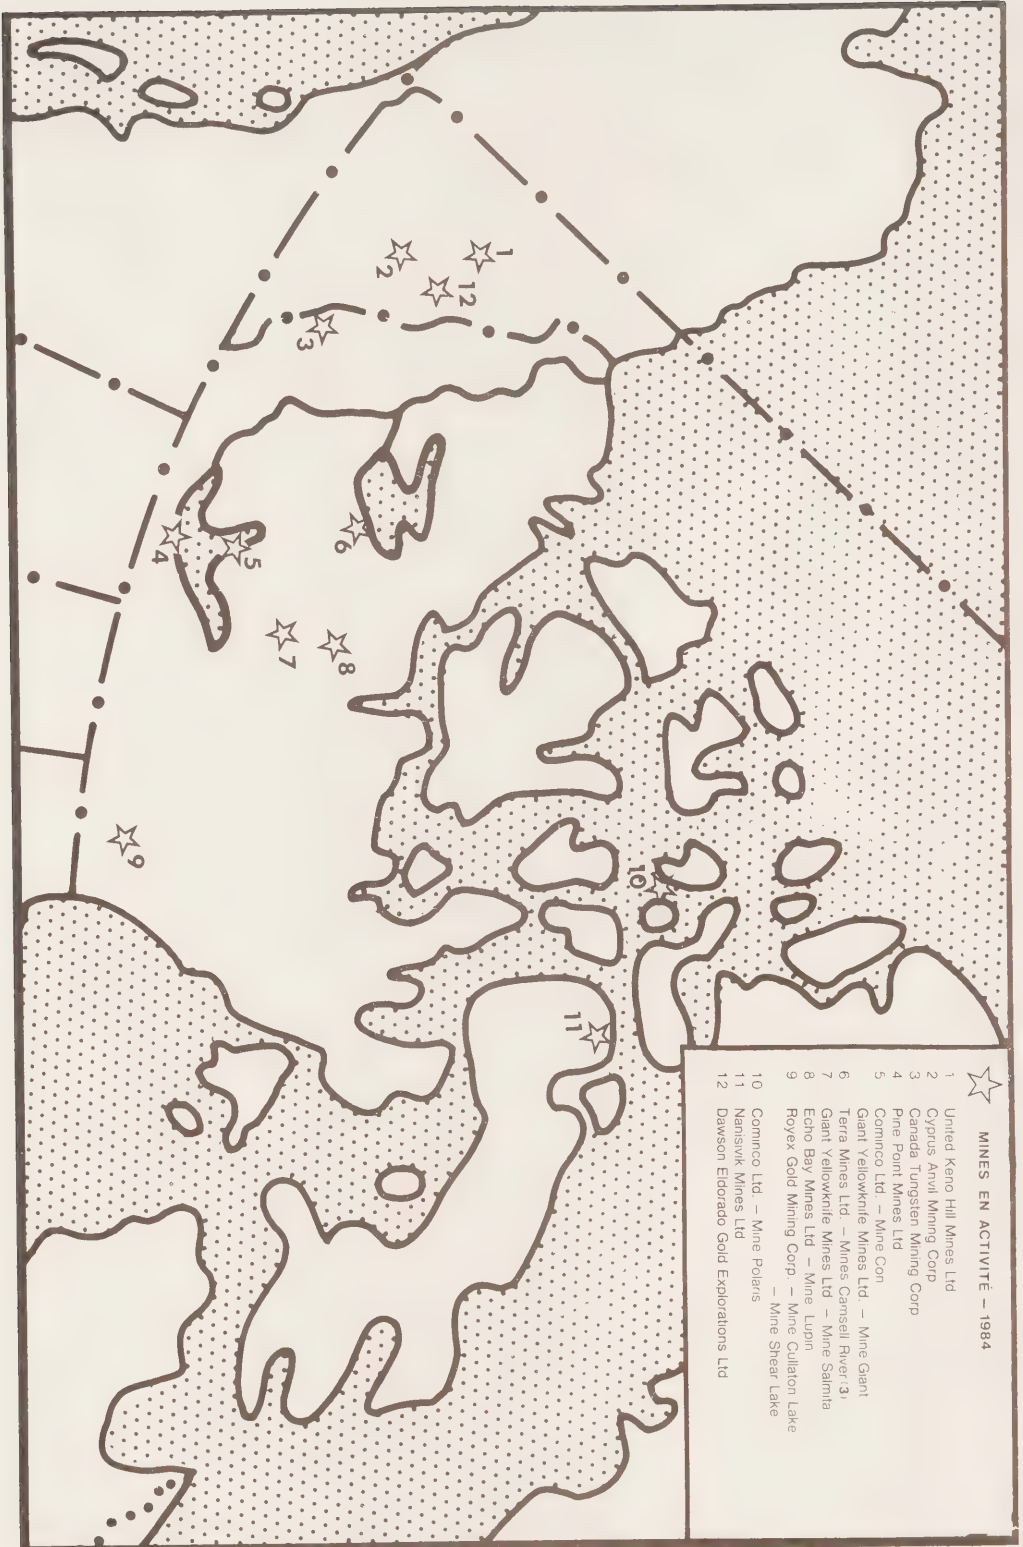 MINES EN ACTIVITÉ – 1984
1 United Keno Hill Mines Ltd
2 Cyprus Anvil Mining Corp
3 Canada Tungsten Mining Corp
4 Pine Point Mines Ltd
5 Cominco Ltd. – Mine Con
Giant Yellowknife Mines Ltd. – Mine Giant
6 Terra Mines Ltd. – Mines Camsell River (3)
7 Giant Yellowknife Mines Ltd – Mine Salmita
8 Echo Bay Mines Ltd – Mine Lupin
9 Royex Gold Mining Corp. – Mine Cullaton Lake
– Mine Shear Lake
10 Cominco Ltd. – Mine Polaris
11 Nanisivik Mines Ltd
12 Dawson Eldorado Gold Explorations Ltd
1
2
12
3
4
5
6
7
8
9
10
11